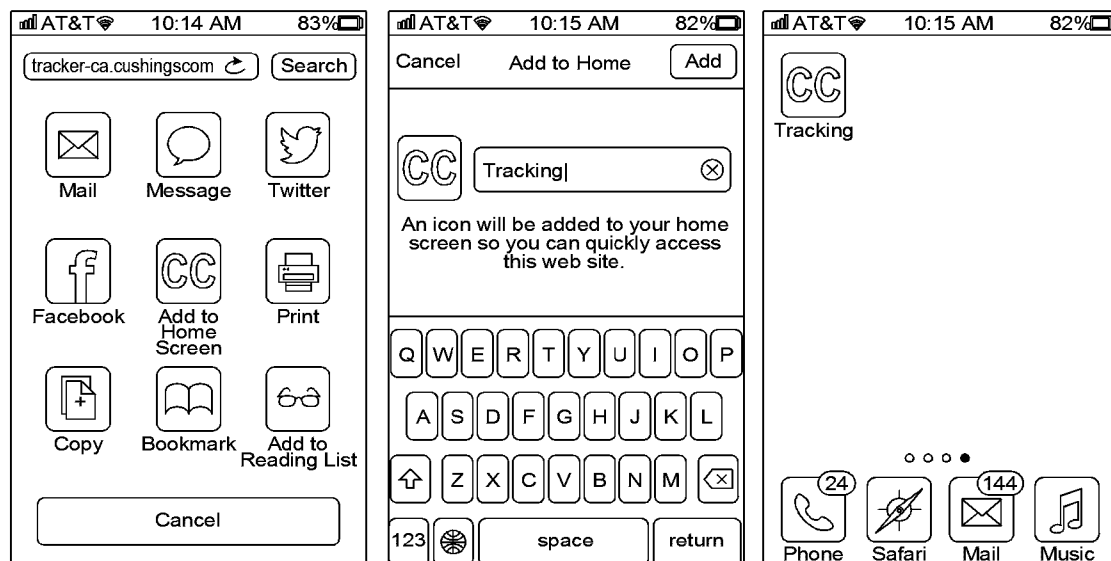 AT&T 10:14 AM 83%
tracker-ca.cushingscom Search
Mail Message Twitter
CC
Facebook Add to Home Screen Print
Copy Bookmark Add to Reading List
Cancel
AT&T 10:15 AM 82%
Cancel Add to Home Add
CC Tracking
An icon will be added to your home
screen so you can quickly access
this web site.
Q W E R T Y U I O P
A S D F G H J K L
Z X C V B N M
123 space return
AT&T 10:15 AM 82%
CC
Tracking
24 144
Phone Safari Mail Music